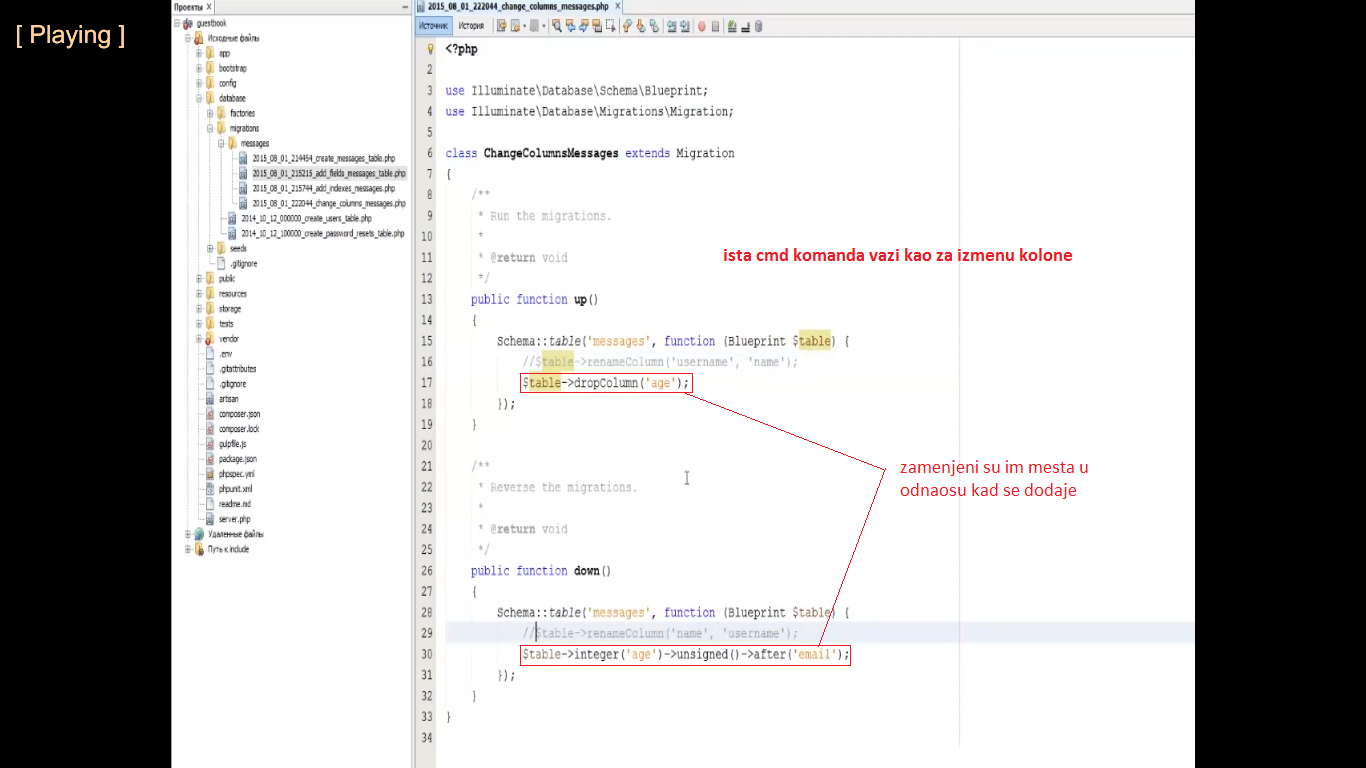 [ Playing ]
Проекты X
guestbook
Исходные файлы
app
bootstrap
config
database
factories
migrations
messages
2015_08_01_214454_create_messages_table.php
2015_08_01_215215_add_fields_messages_table.php
2015_08_01_215744_add_indexes_messages.php
2015_08_01_222044_change_columns_messages.php
2014_10_12_000000_create_users_table.php
2014_10_12_100000_create_password_resets_table.php
seeds
.gitignore
public
resources
storage
tests
vendor
.env
.gitattributes
.gitignore
artisan
composer.json
composer.lock
gulpfile.js
package.json
phpspec.yml
phpunit.xml
readme.md
server.php
Удаленные файлы
Путь к include
2015_08_01_222044_change_columns_messages.php X
Источник История
<?php
2
3 use Illuminate\Database\Schema\Blueprint;
4 use Illuminate\Database\Migrations\Migration;
5
6 class ChangeColumnsMessages extends Migration
7 {
8 /**
9 * Run the migrations.
10 *
11 * @return void
12 */
13 public function up()
14 {
15 Schema::table('messages', function (Blueprint $table) {
16 //$table->renameColumn('username', 'name');
17 $table->dropColumn('age');
18 });
19 }
20
21 /**
22 * Reverse the migrations.
23 *
24 * @return void
25 */
26 public function down()
27 {
28 Schema::table('messages', function (Blueprint $table) {
29 //$table->renameColumn('name', 'username');
30 $table->integer('age')->unsigned()->after('email');
31 });
32 }
33 }
34
ista cmd komanda vazi kao za izmenu kolone
zamenjeni su im mesta u
odnaosu kad se dodaje